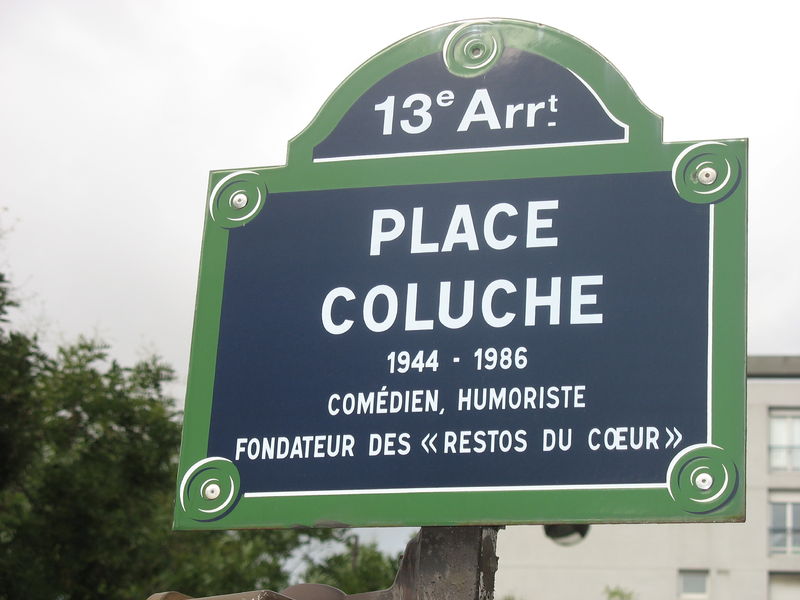 13e Arrt
PLACE
COLUCHE
1944 - 1986
COMÉDIEN, HUMORISTE
FONDATEUR DES «RESTOS DU CŒUR»